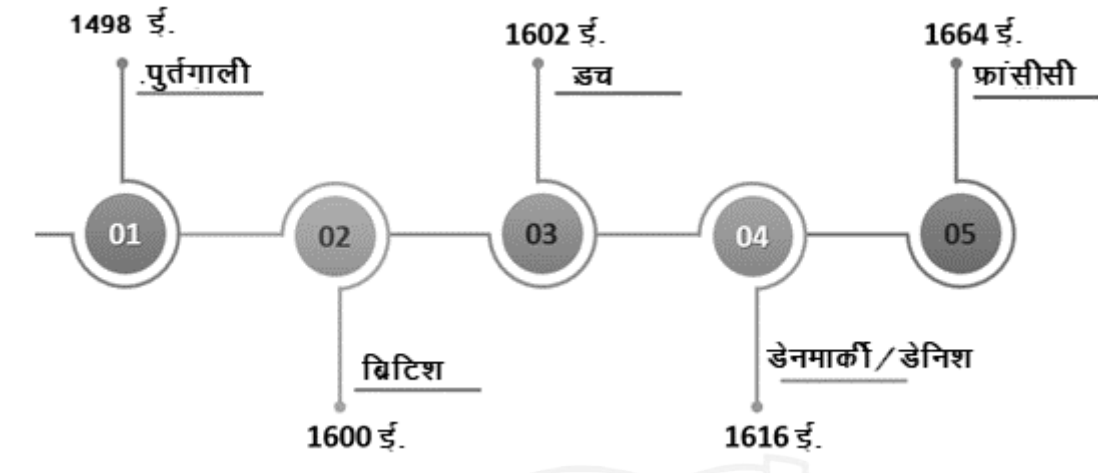 1498 ई.
पुर्तगाली
01
ब्रिटिश
1600 ई.
02
1602 ई.
डच
03
डेनमार्की/डेनिश
1616 ई.
04
1664 ई.
फ्रांसीसी
05